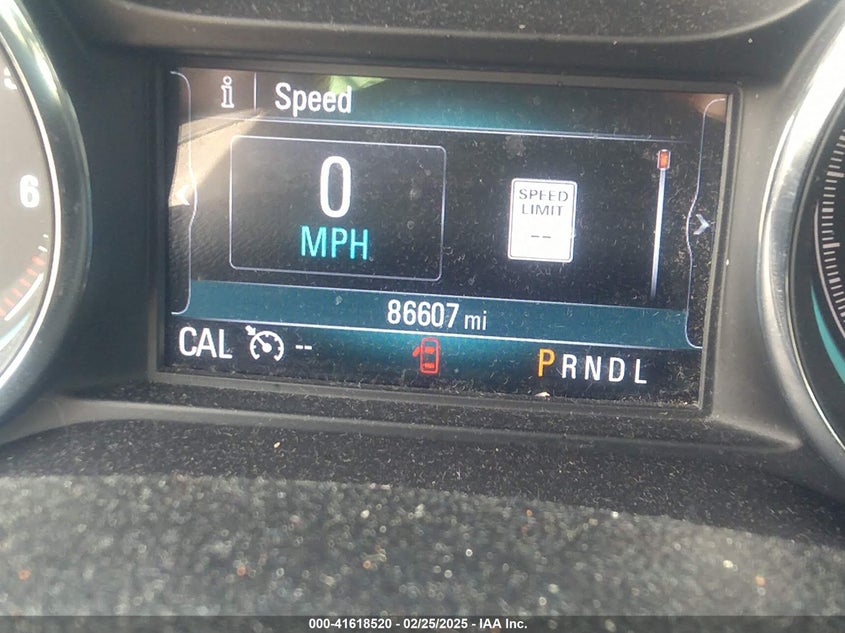 i Speed
0
MPH
SPEED
LIMIT
--
86607 mi
CAL --
PRNDL
6
000-41618520 - 02/25/2025 - IAA Inc.